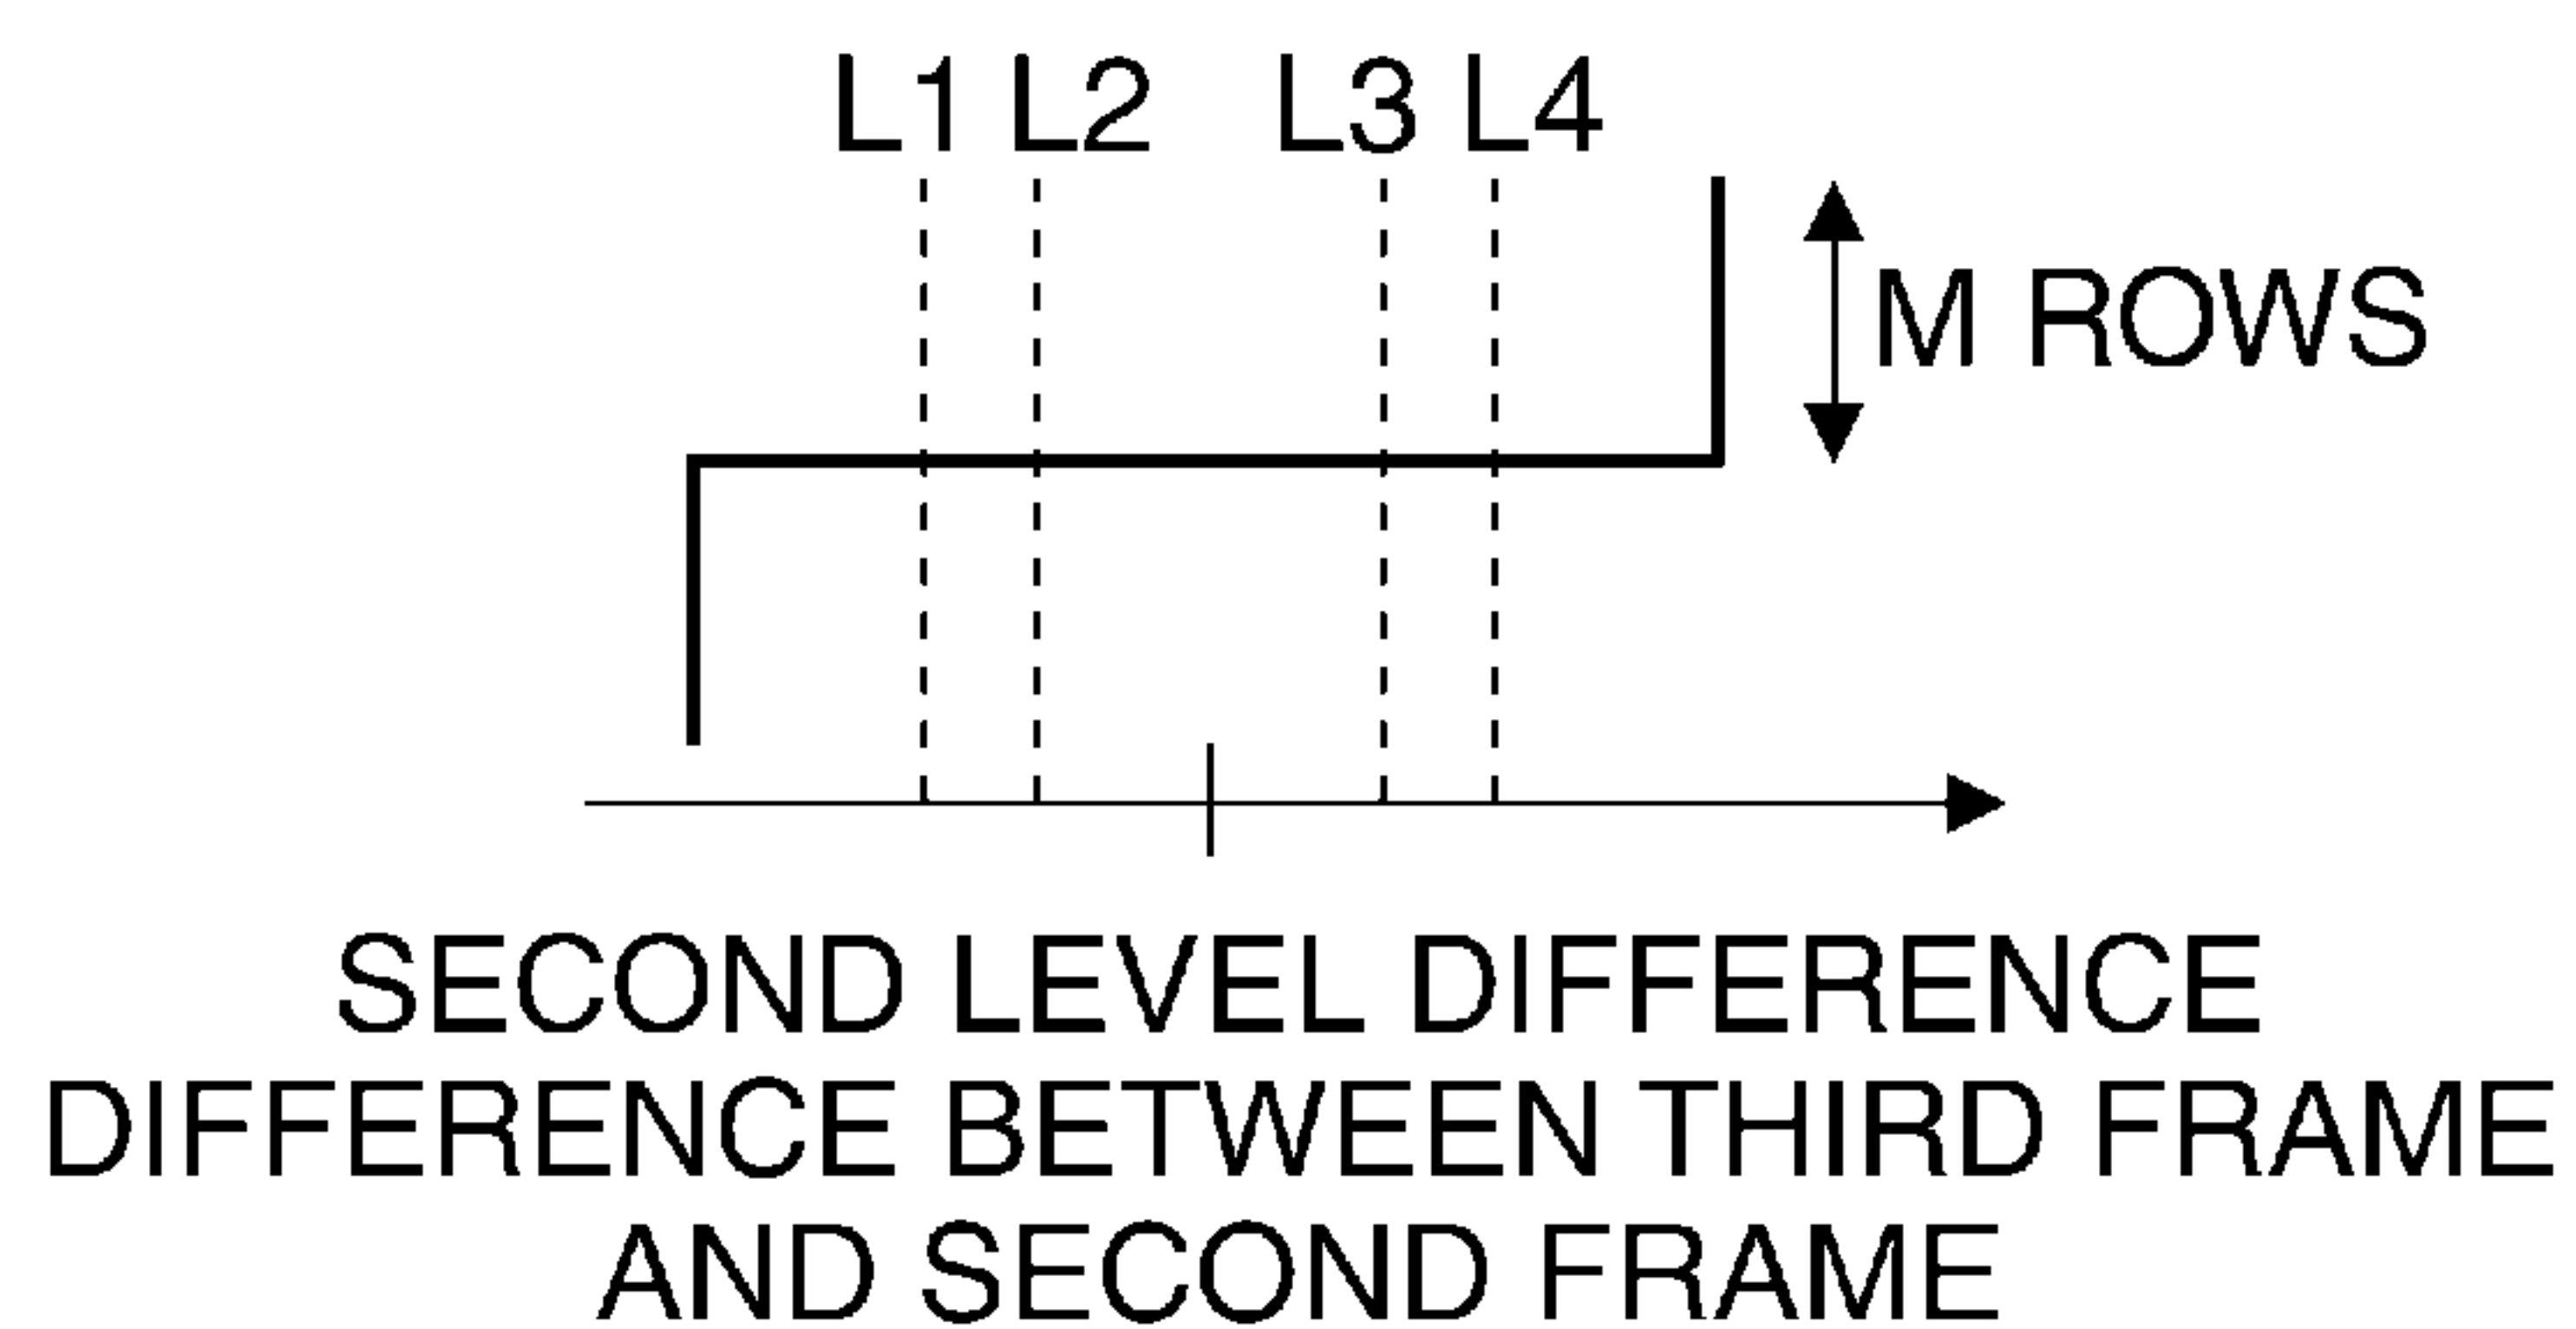 L1 L2 L3 L4
M ROWS
SECOND LEVEL DIFFERENCE
DIFFERENCE BETWEEN THIRD FRAME
AND SECOND FRAME